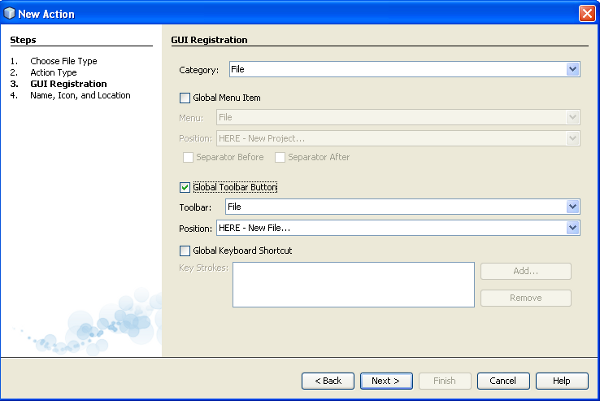 New Action
Steps
1. Choose File Type
2. Action Type
3. GUI Registration
4. Name, Icon, and Location
GUI Registration
Category: File
Global Menu Item
Menu: File
Position: HERE - New Project...
Separator Before Separator After
Global Toolbar Button
Toolbar: File
Position: HERE - New File...
Global Keyboard Shortcut
Key Strokes: Add...
Remove
< Back Next > Finish Cancel Help